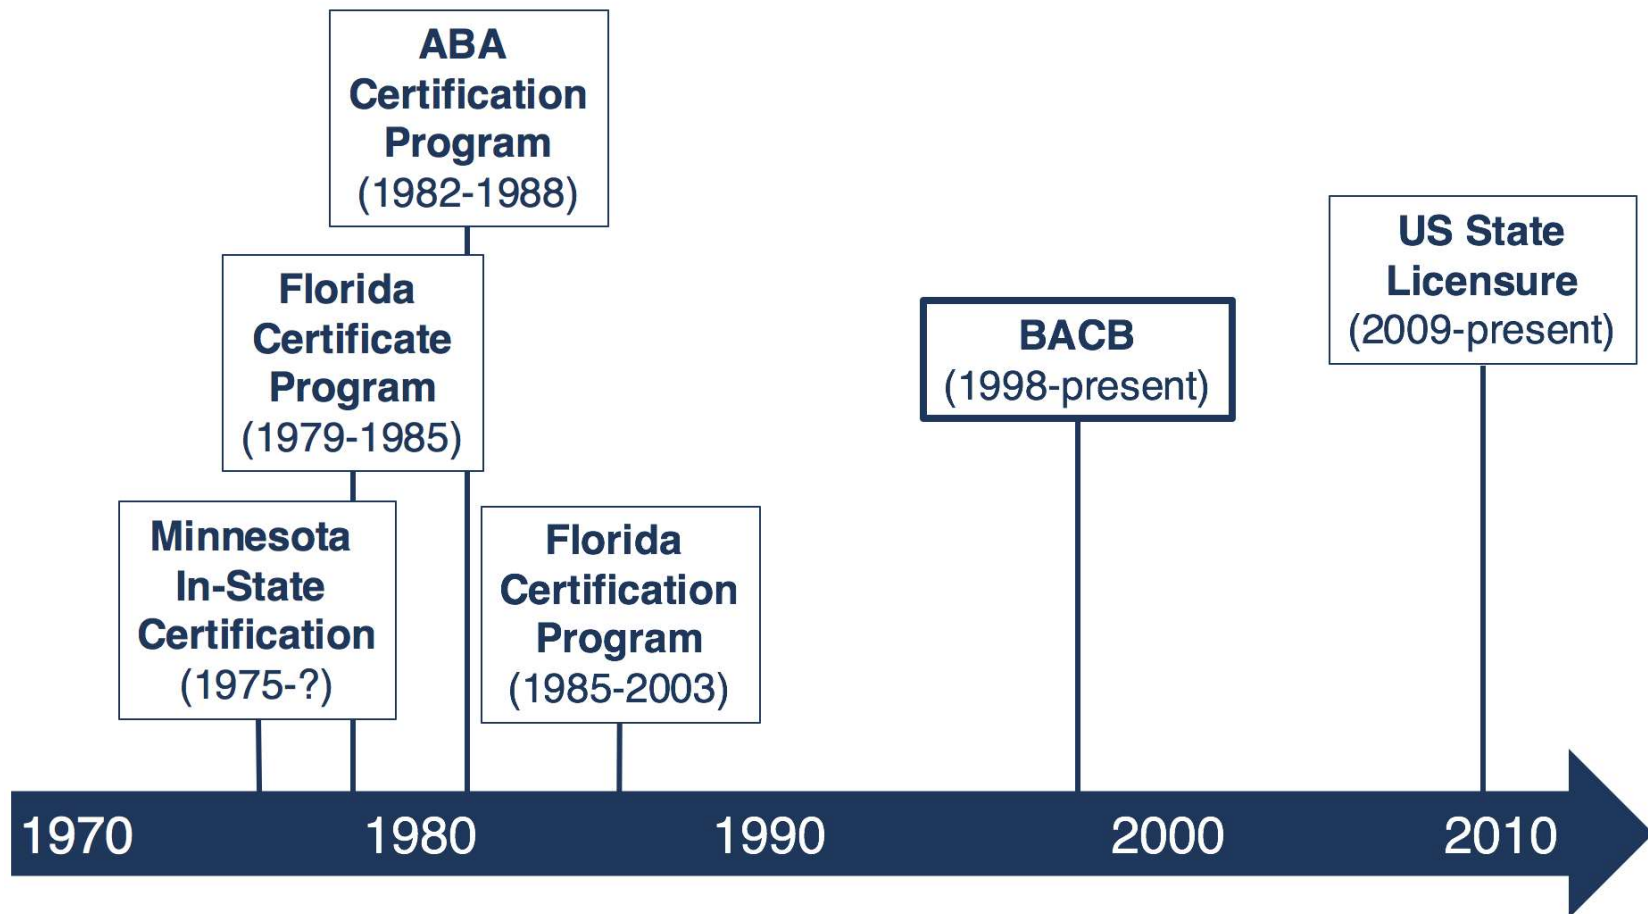 ABA
Certification
Program
(1982-1988)
Florida
Certificate
Program
(1979-1985)
Minnesota
In-State
Certification
(1975-?)
Florida
Certification
Program
(1985-2003)
BACB
(1998-present)
US State
Licensure
(2009-present)
1970 1980 1990 2000 2010